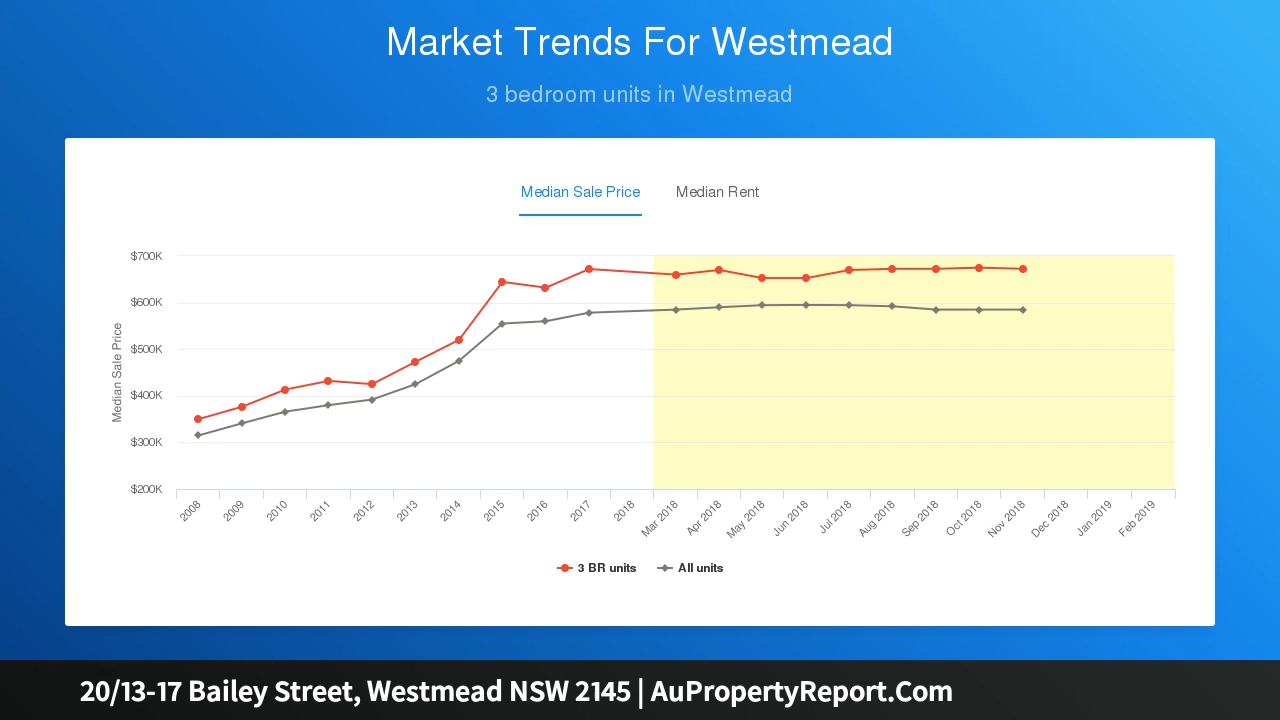 Market Trends For Westmead
3 bedroom units in Westmead
Median Sale Price Median Rent
$700K
$600K
$500K
$400K
$300K
$200K
Median Sale Price
2008 2009 2010 2011 2012 2013 2014 2015 2016 2017 2018 Mar 2018 Apr 2018 May 2018 Jun 2018 Jul 2018 Aug 2018 Sep 2018 Oct 2018 Nov 2018 Dec 2018 Jan 2019 Feb 2019
3 BR units All units
20/13-17 Bailey Street, Westmead NSW 2145 | AuPropertyReport.Com